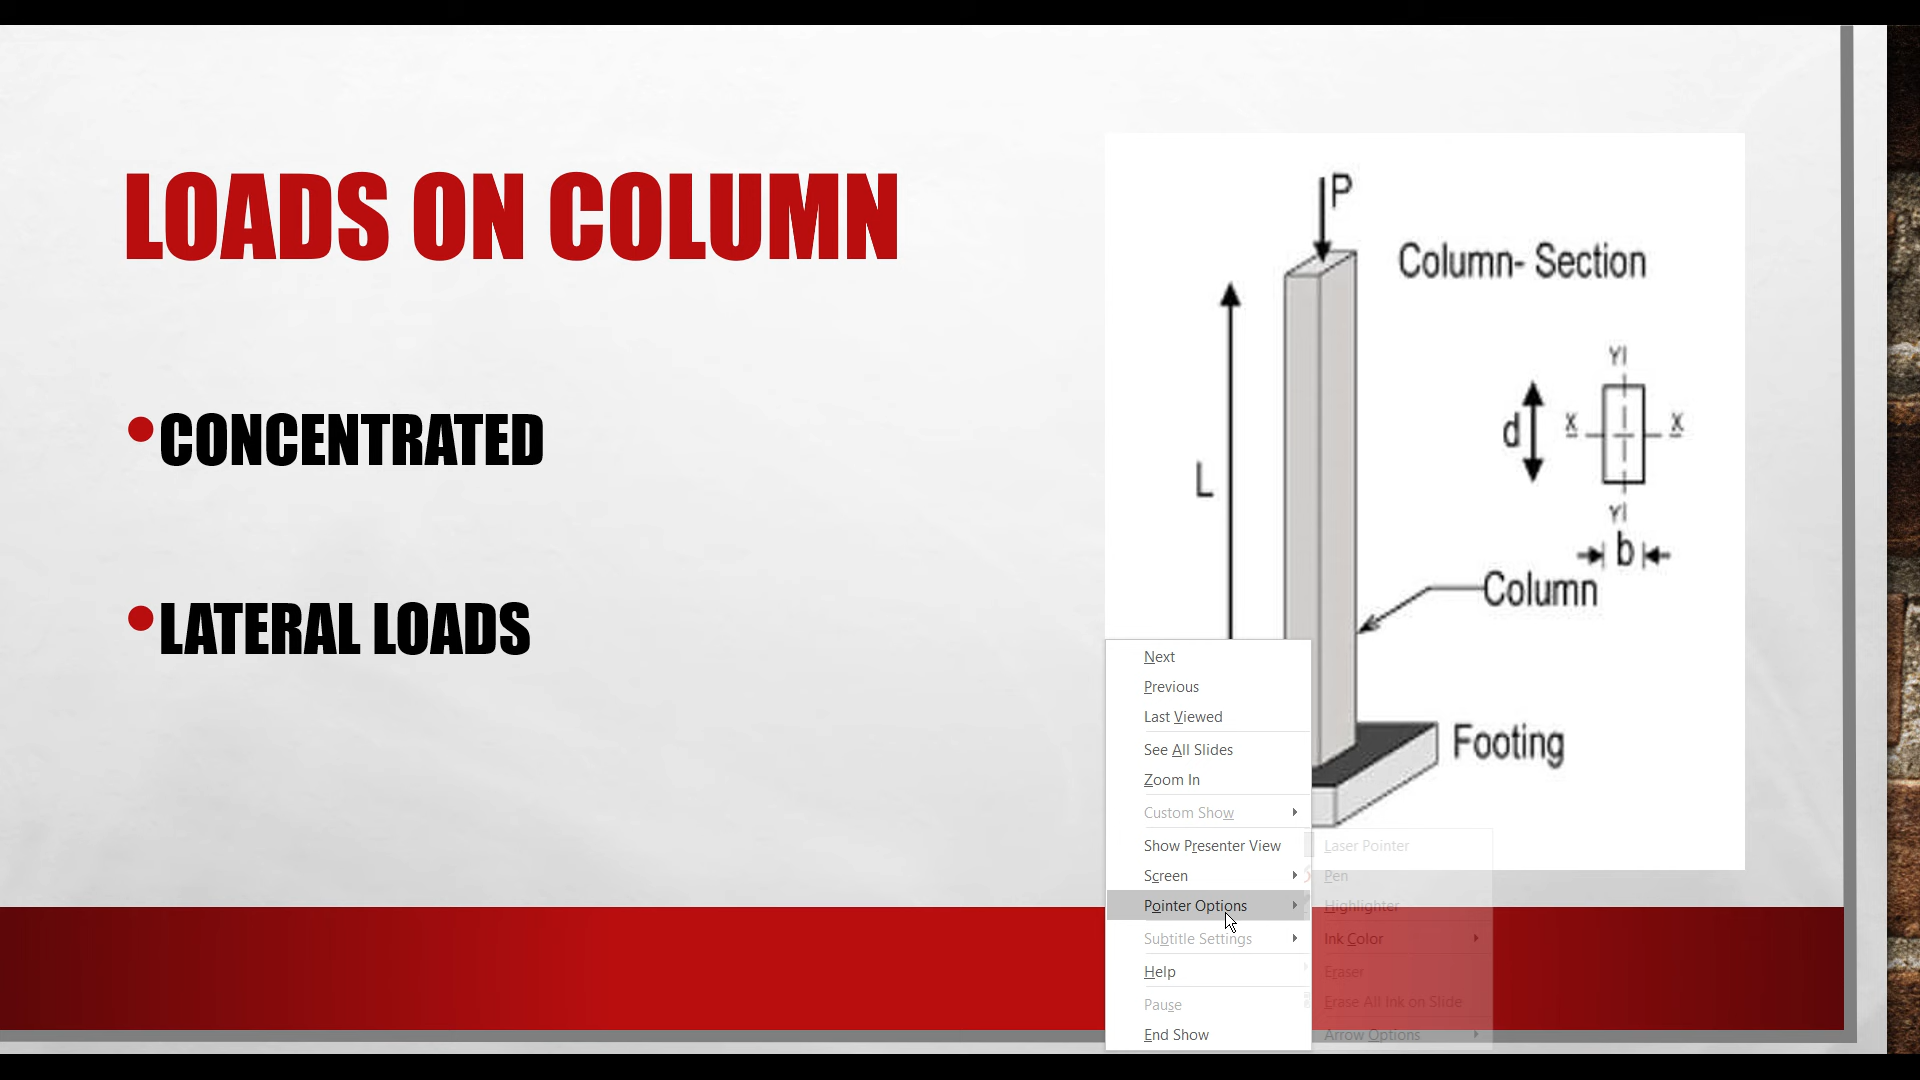 LOADS ON COLUMN
•CONCENTRATED
•LATERAL LOADS
P
Column- Section
L
Y|
d
X
X
Y|
b
Column
Footing
Next
Previous
Last Viewed
See All Slides
Zoom In
Custom Show
Show Presenter View
Screen
Pointer Options
Subtitle Settings
Help
Pause
End Show
Laser Pointer
Pen
Highlighter
Ink Color
Eraser
Erase All Ink on Slide
Arrow Options